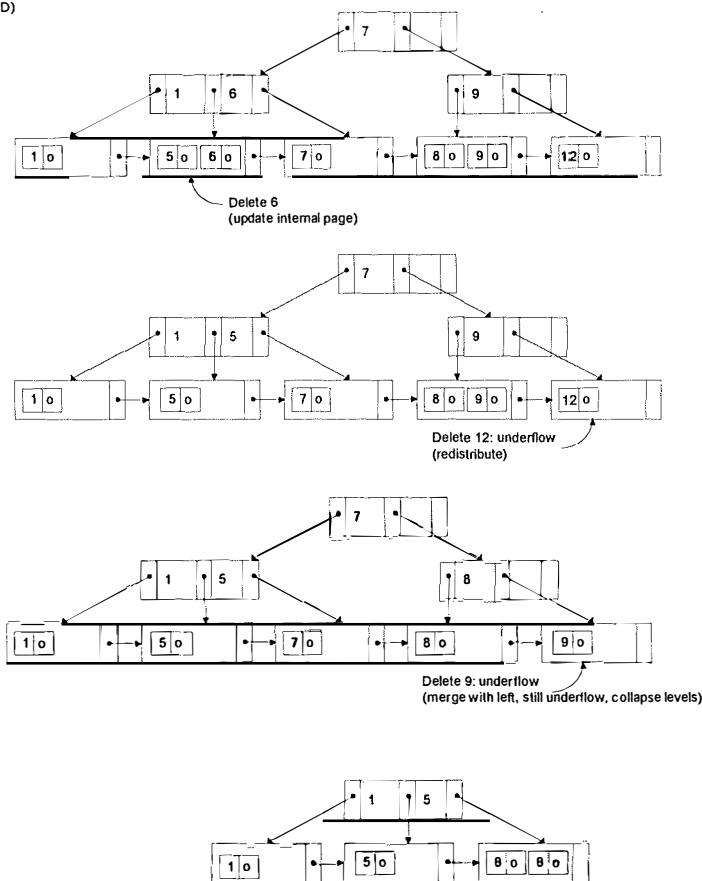 D)
7
1 6
9
1 o
5 o 6 o
7 o
8 o 9 o
12 o
Delete 6
(update internal page)
7
1 5
9
1 o
5 o
7 o
8 o 9 o
12 o
Delete 12: underflow
(redistribute)
7
1 5
8
1 o
5 o
7 o
8 o
9 o
Delete 9: underflow
(merge with left, still underflow, collapse levels)
1 5
1 o
5 o
8 o 8 o